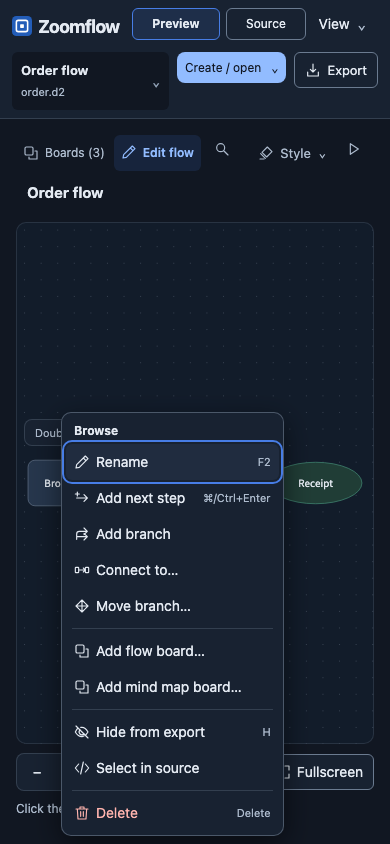 Zoomflow
Preview
Source
View
Order flow
order.d2
Create / open
Export
Boards (3)
Edit flow
Style
Order flow
Browse
Rename F2
Add next step ⌘/Ctrl+Enter
Add branch
Connect to...
Move branch...
Add flow board...
Add mind map board...
Hide from export H
Select in source
Delete Delete
Receipt
−
Fullscreen
Click the